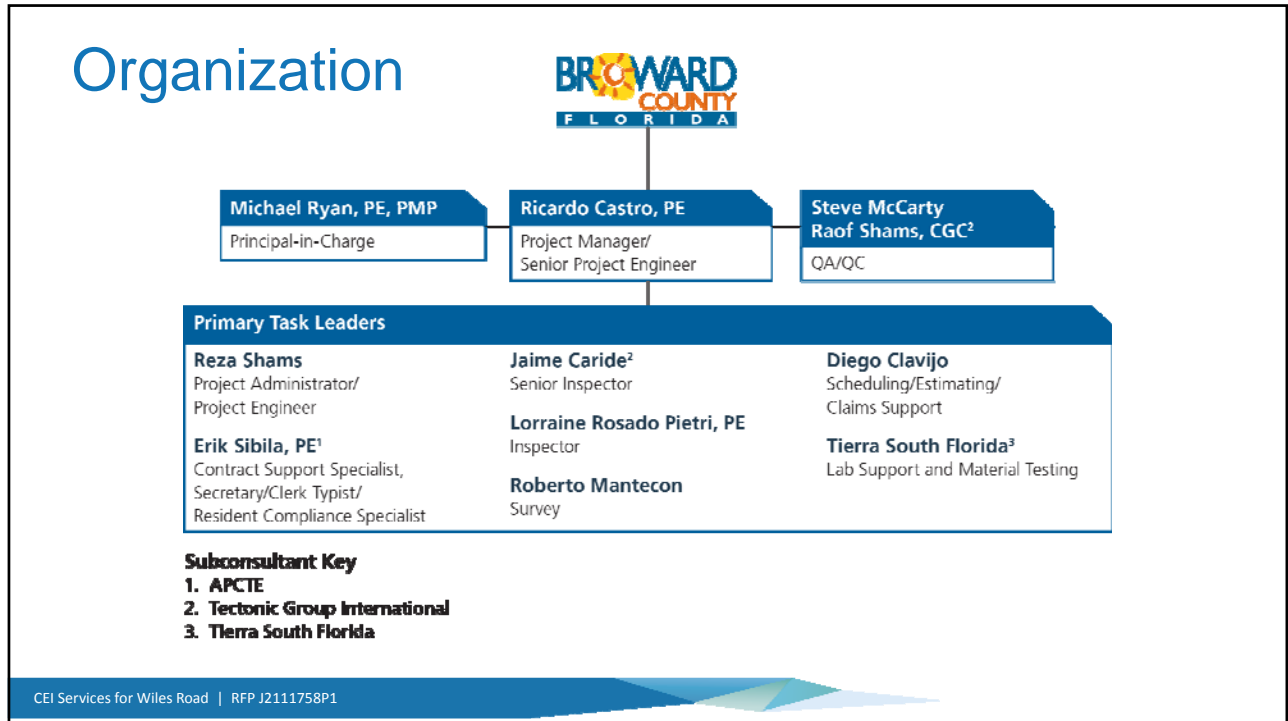 Organization
BROWARD
COUNTY
FLORIDA
Michael Ryan, PE, PMP
Principal-in-Charge
Ricardo Castro, PE
Project Manager/
Senior Project Engineer
Steve McCarty
Raof Shams, CGC²
QA/QC
Primary Task Leaders
Reza Shams
Project Administrator/
Project Engineer
Erik Sibila, PE¹
Contract Support Specialist,
Secretary/Clerk Typist/
Resident Compliance Specialist
Jaime Caride²
Senior Inspector
Lorraine Rosado Pietri, PE
Inspector
Roberto Mantecon
Survey
Diego Clavijo
Scheduling/Estimating/
Claims Support
Tierra South Florida³
Lab Support and Material Testing
Subconsultant Key
1. APCTE
2. Tectonic Group International
3. Tierra South Florida
CEI Services for Wiles Road | RFP J2111758P1